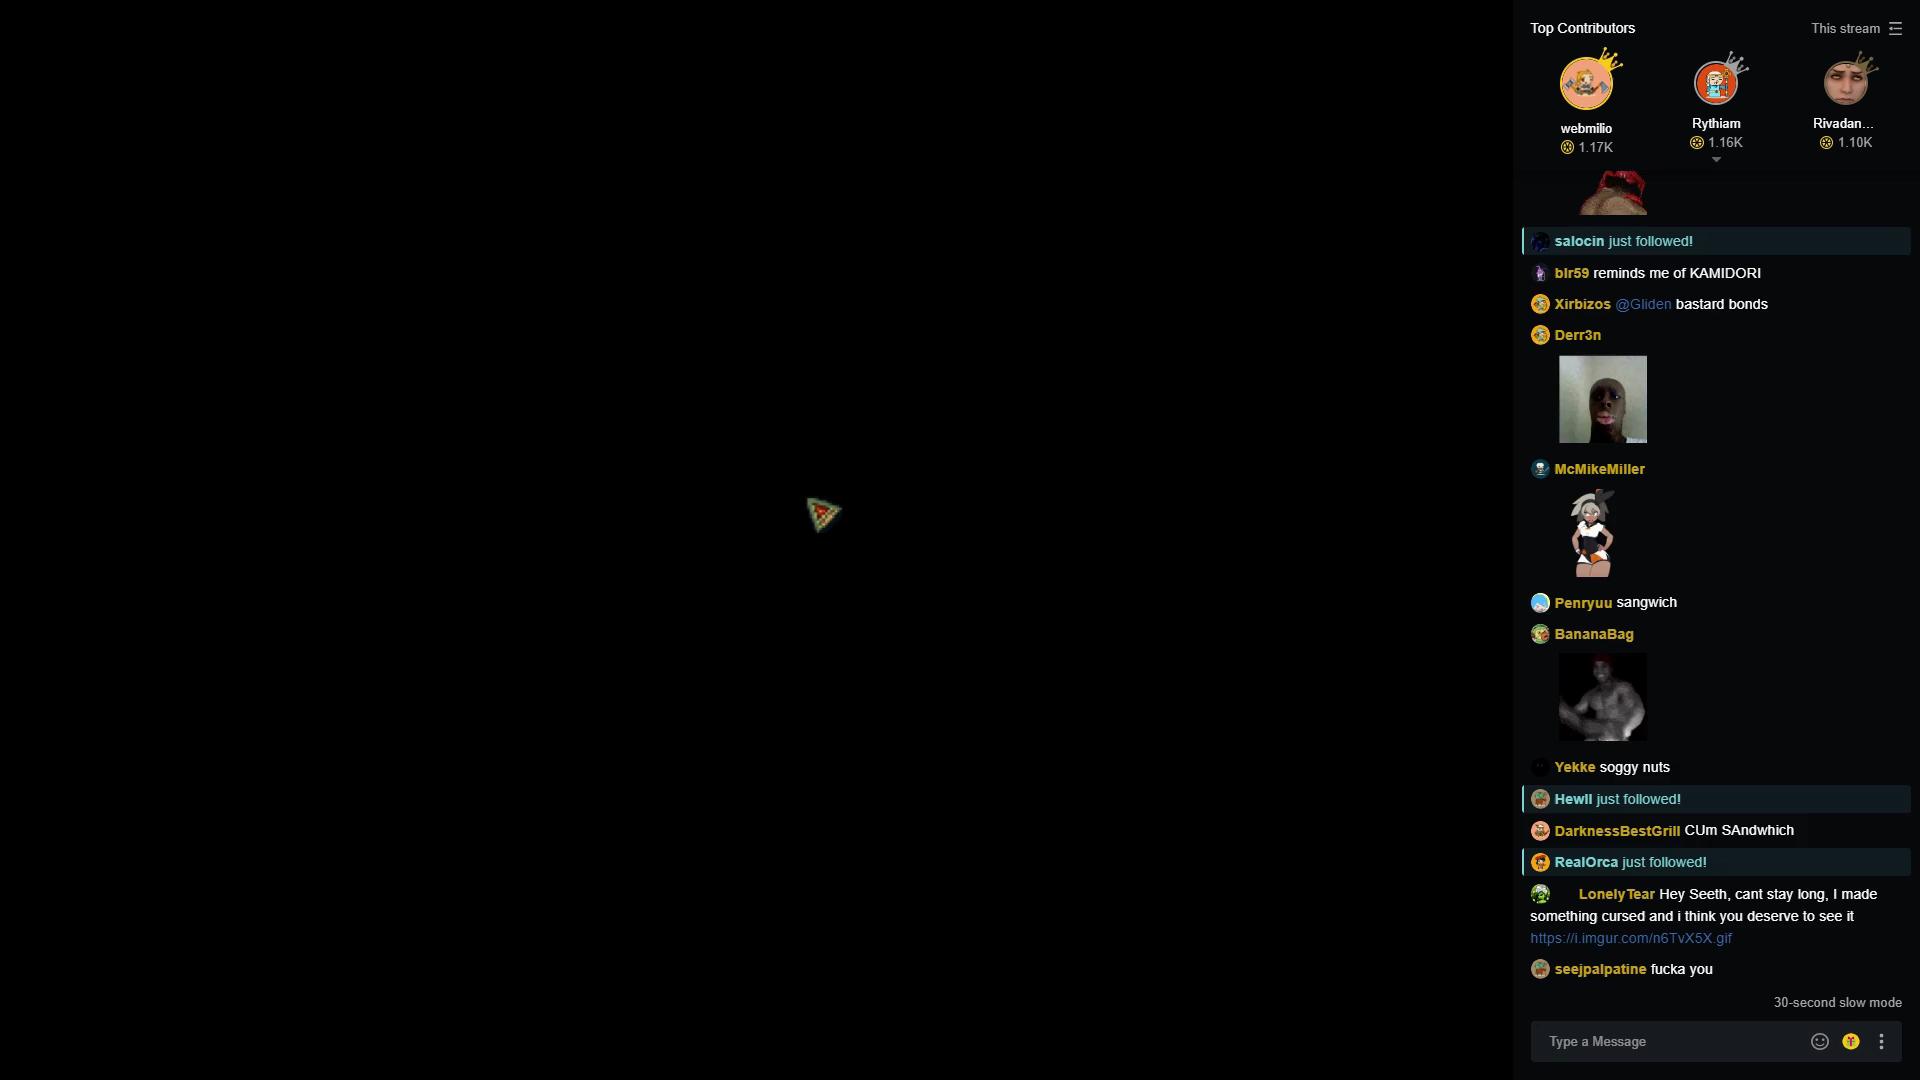 Top Contributors
This stream
webmilio
1.17K
Rythiam
1.16K
Rivadan...
1.10K
salocin just followed!
blr59 reminds me of KAMIDORI
Xirbizos @Gliden bastard bonds
Derr3n
McMikeMiller
Penryuu sangwich
BananaBag
Yekke soggy nuts
Hewll just followed!
DarknessBestGrill CUm SAndwhich
RealOrca just followed!
LonelyTear Hey Seeth, cant stay long, I made
something cursed and i think you deserve to see it
https://i.imgur.com/n6TvX5X.gif
seejpalpatine fucka you
30-second slow mode
Type a Message